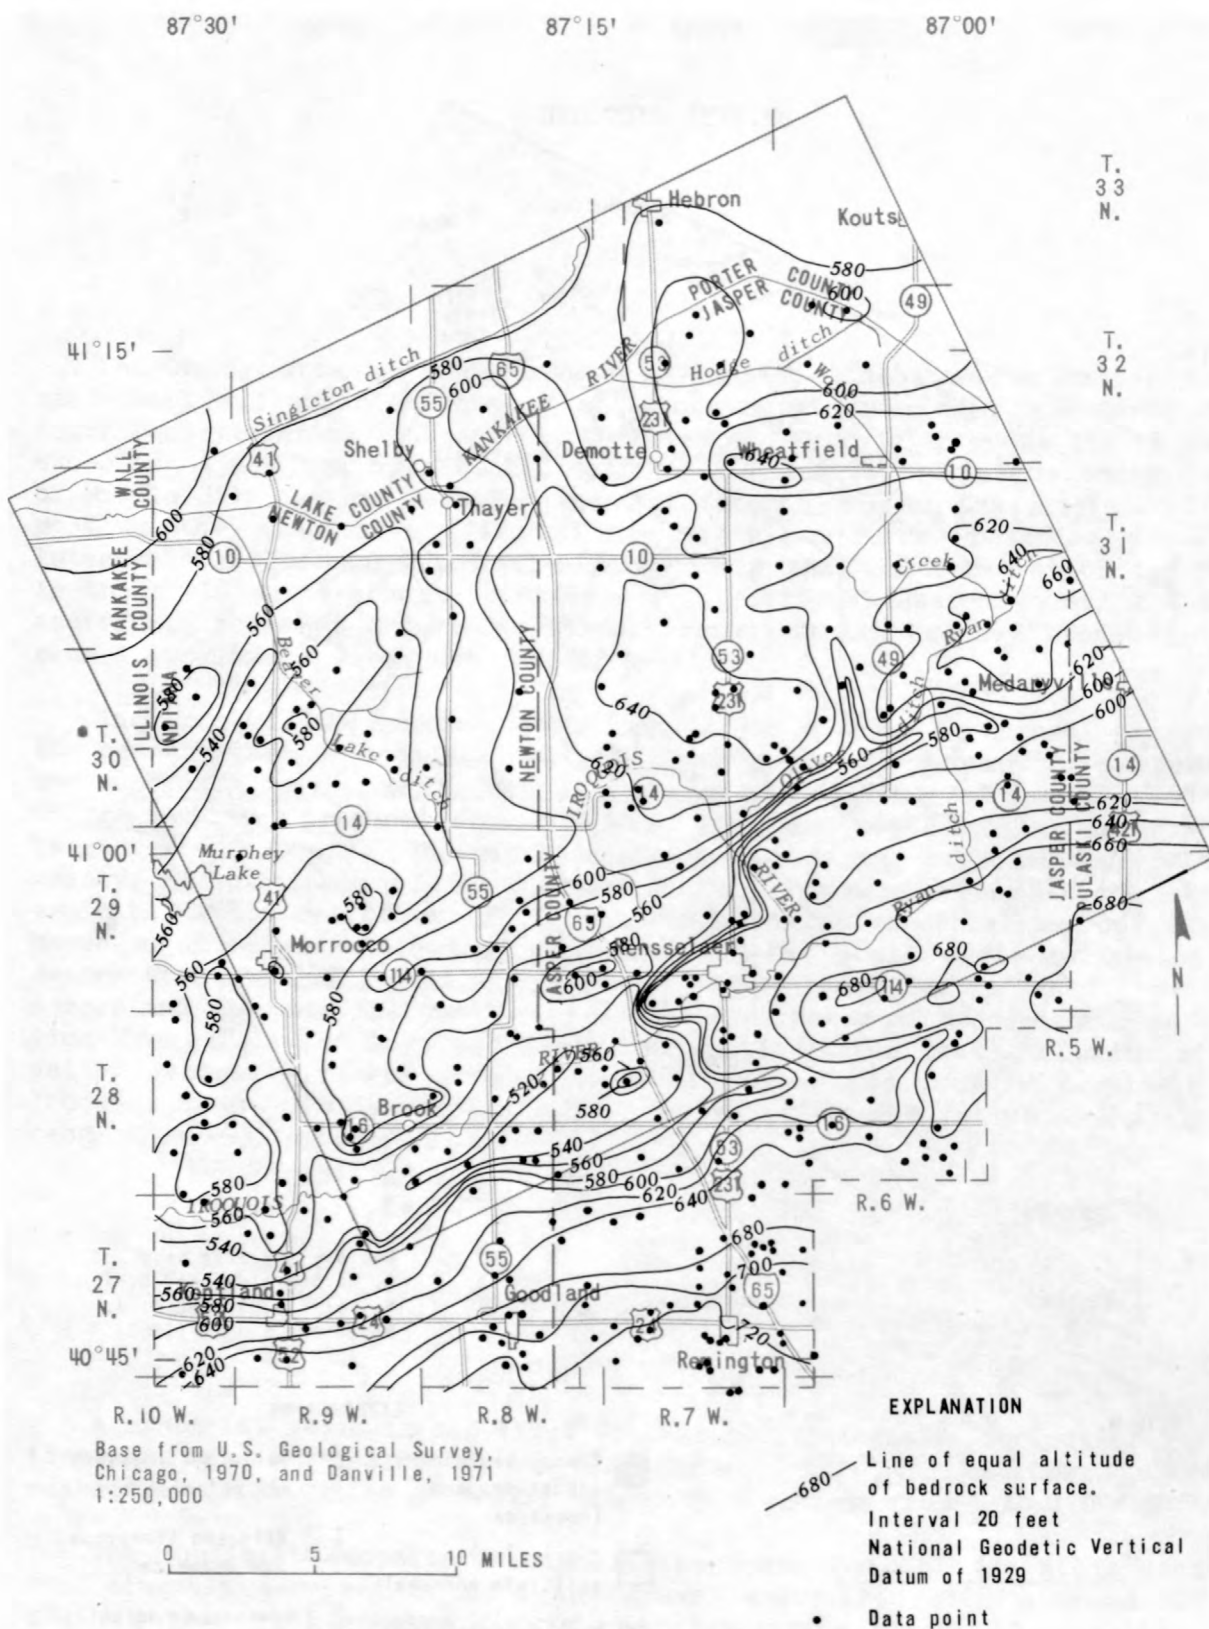 87°30' 87°15' 87°00'
T.
33
N.
Hebron
Kouts
580
PORTER COUNTY
JASPER COUNTY
600
49
41°15'
T.
32
N.
Singleton ditch
580
600
65
55
RIVER
KANKAKEE
53
Hodge ditch
231
600
620
41
Shelby
Demotte
Wheatfield
640
10
WILL COUNTY
LAKE COUNTY
NEWTON COUNTY
Thayer
600
580
10
10
620
T.
31
N.
Creek
640
660
ditch
KANKAKEE COUNTY
560
Beaver
560
Ryan
53
49
620
Medaryville
600
580
231
640
580
540
580
ILLINOIS
INDIANA
NEWTON COUNTY
ditch
T.
30
N.
Lake ditch
620
IROQUOIS
14
Oliver
560
14
14
620
640
421
660
14
41°00'
Murphey
Lake
JASPER COUNTY
PULASKI COUNTY
T.
29
N.
41
55
600
580
560
RIVER
ditch
Ryan
580
560
JASPER COUNTY
65
680
Morrocco
580
Rensselaer
680
560
114
600
680
114
N
580
580
R.5 W.
T.
28
N.
RIVER
560
520
580
Brook
16
16
540
560
580
600
620
640
53
231
580
IROQUOIS
560
540
R.6 W.
680
T.
27
N.
540
560
580
600
41
Kentland
55
Goodland
700
65
24
24
720
52
Remington
40°45'
620
640
R.10 W. R.9 W. R.8 W. R.7 W.
Base from U.S. Geological Survey,
Chicago, 1970, and Danville, 1971
1:250,000
0 5 10 MILES
EXPLANATION
680
Line of equal altitude
of bedrock surface.
Interval 20 feet
National Geodetic Vertical
Datum of 1929
Data point